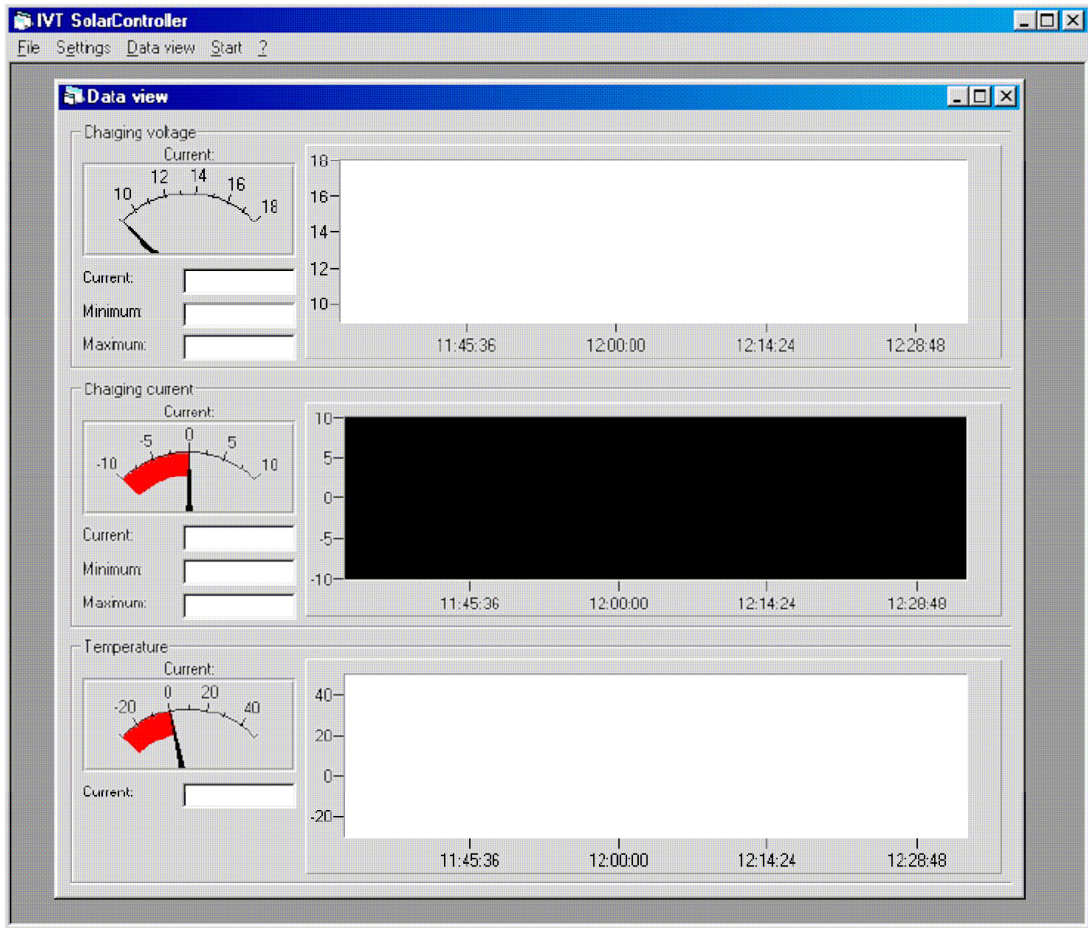 IVT SolarController
File Settings Data view Start ?
Data view
Charging voltage
Current:
10 12 14 16 18
Current:
Minimum:
Maximum:
18
16
14
12
10
11:45:36 12:00:00 12:14:24 12:28:48
Charging current
Current:
-10 -5 0 5 10
Current:
Minimum:
Maximum:
10
5
0
-5
-10
11:45:36 12:00:00 12:14:24 12:28:48
Temperature
Current:
-20 0 20 40
Current:
40
20
0
-20
11:45:36 12:00:00 12:14:24 12:28:48